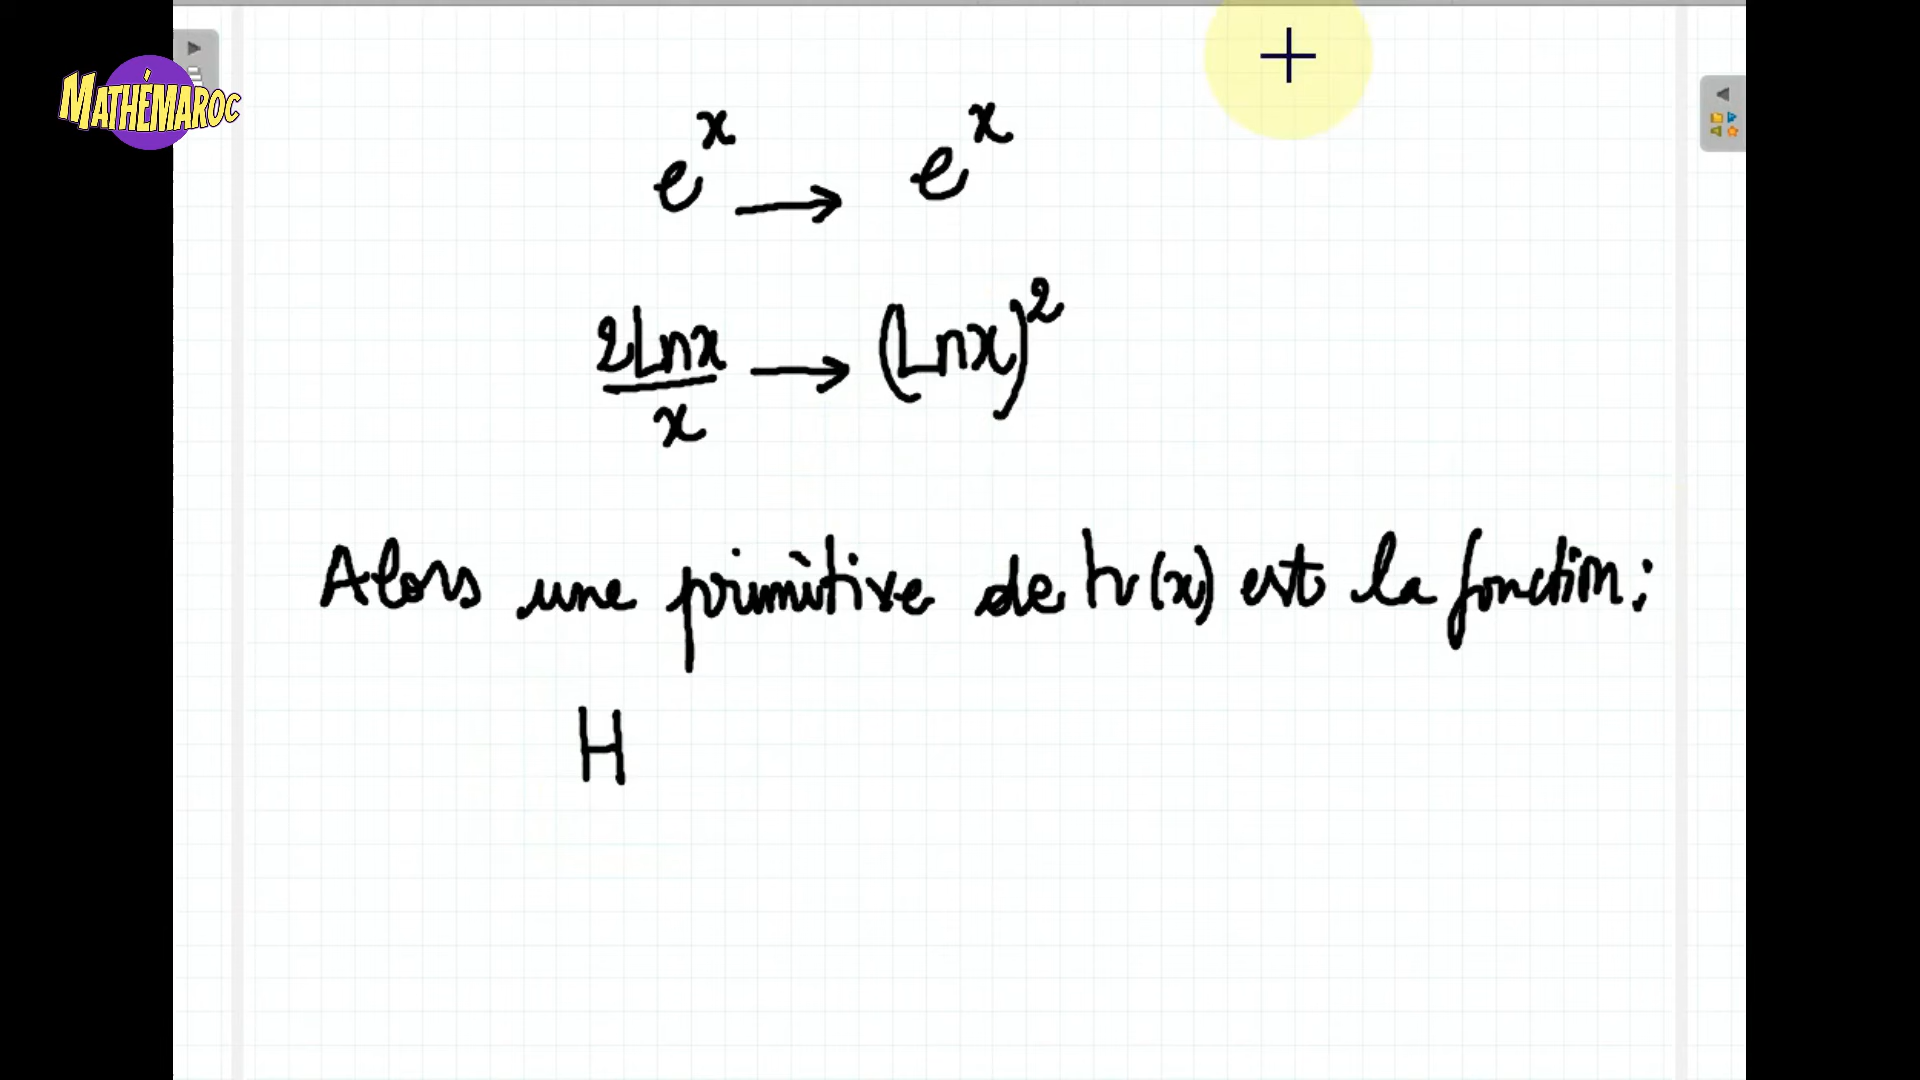 MATHÉMAROC
e^x → e^x
2Lnx/x → (Lnx)^2
Alors une primitive de h(x) est la fonction:
H